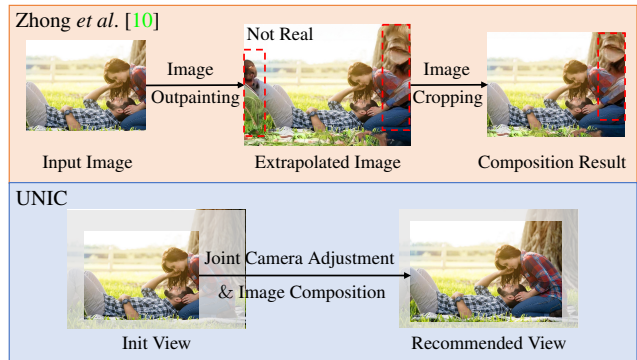 Zhong et al. [10]
Not Real
Image
Outpainting
Image
Cropping
Input Image
Extrapolated Image
Composition Result
UNIC
Joint Camera Adjustment
& Image Composition
Init View
Recommended View